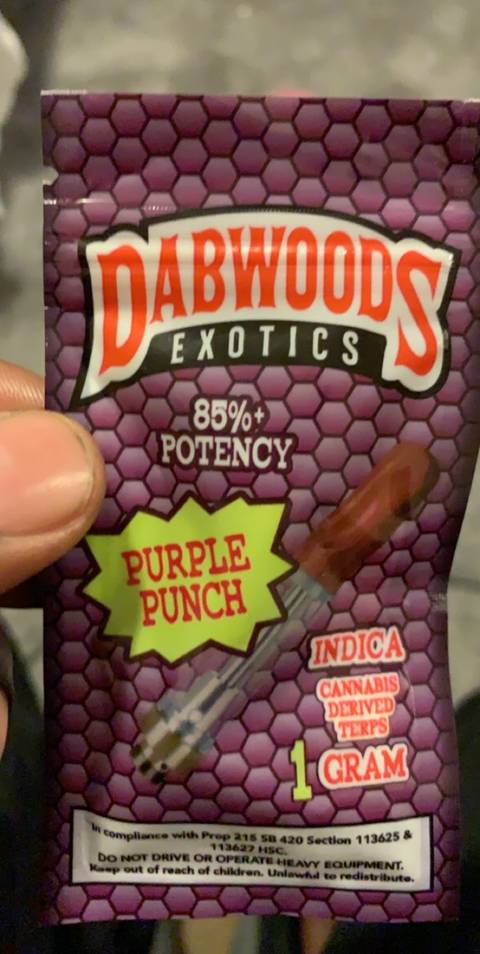 DABWOODS
EXOTICS
85%+
POTENCY
PURPLE
PUNCH
INDICA
CANNABIS
DERIVED
TERPS
1 GRAM
In compliance with Prop 215 SB 420 Section 113625 &
113627 HSC.
DO NOT DRIVE OR OPERATE HEAVY EQUIPMENT.
Keep out of reach of children. Unlawful to redistribute.